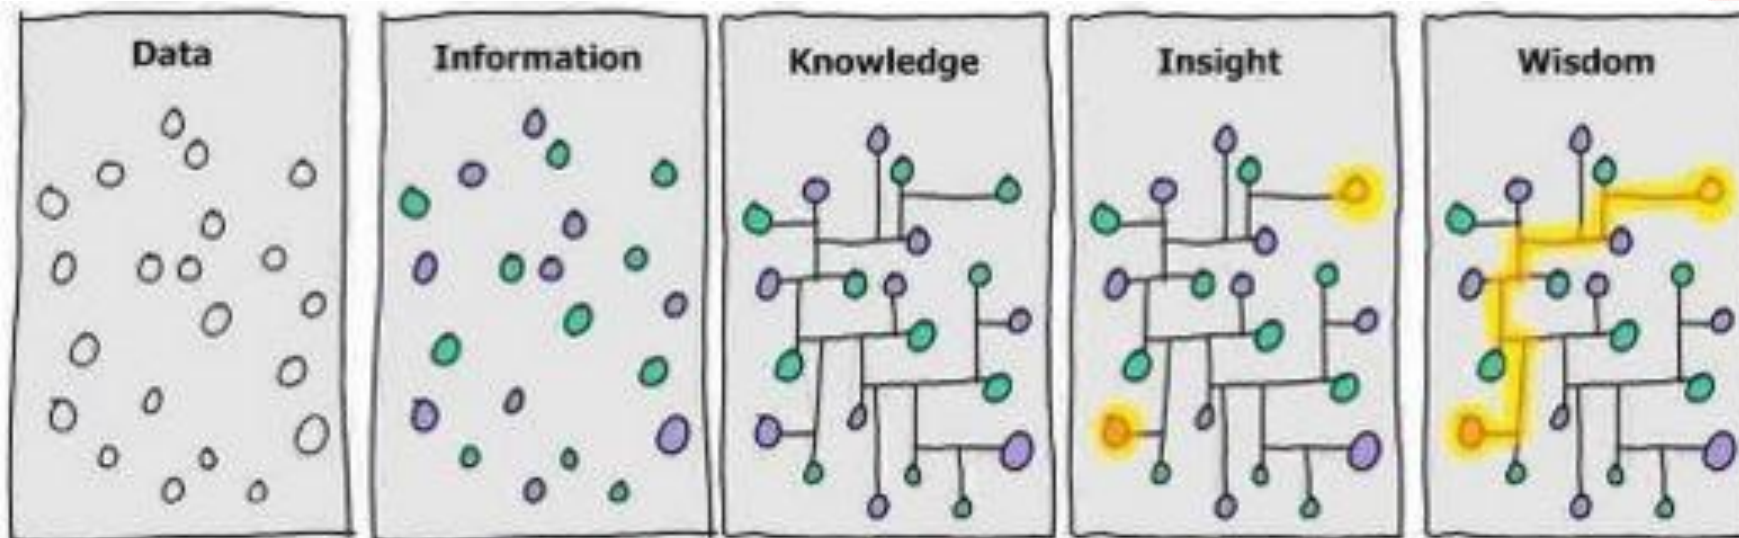 Data
Information
Knowledge
Insight
Wisdom